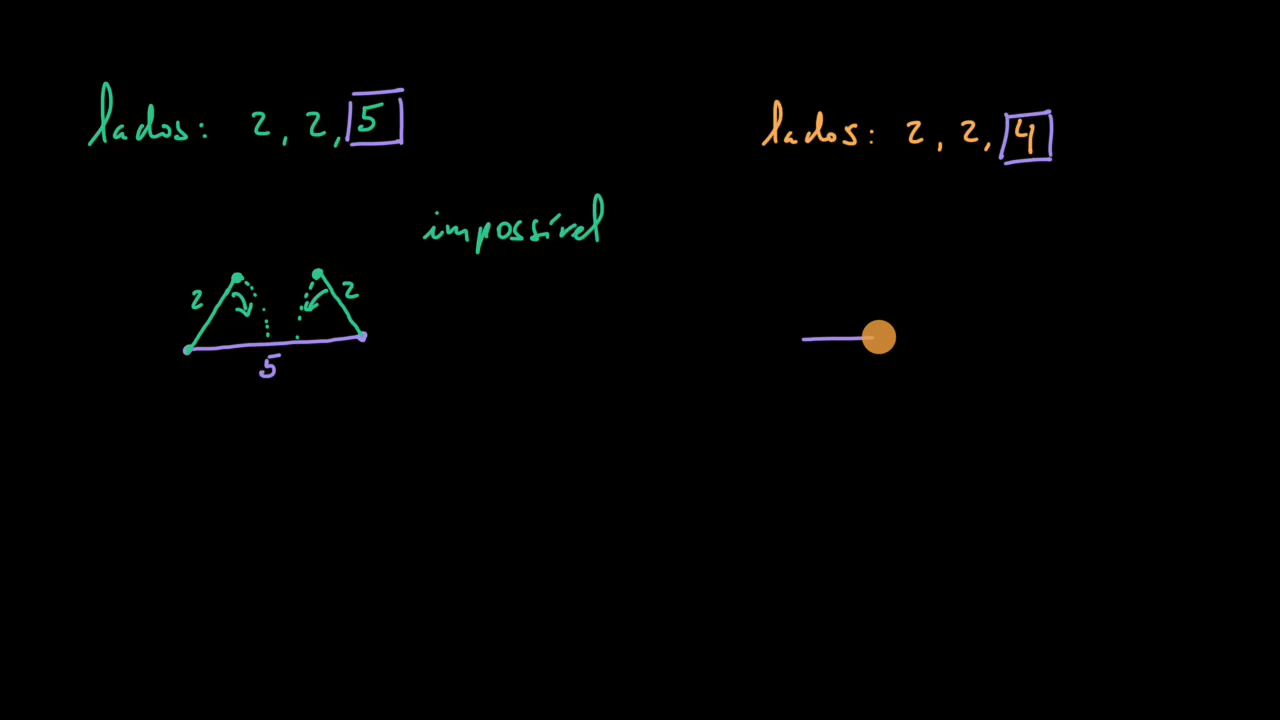 lados: 2, 2, 5
lados: 2, 2, 4
impossível
2
2
5